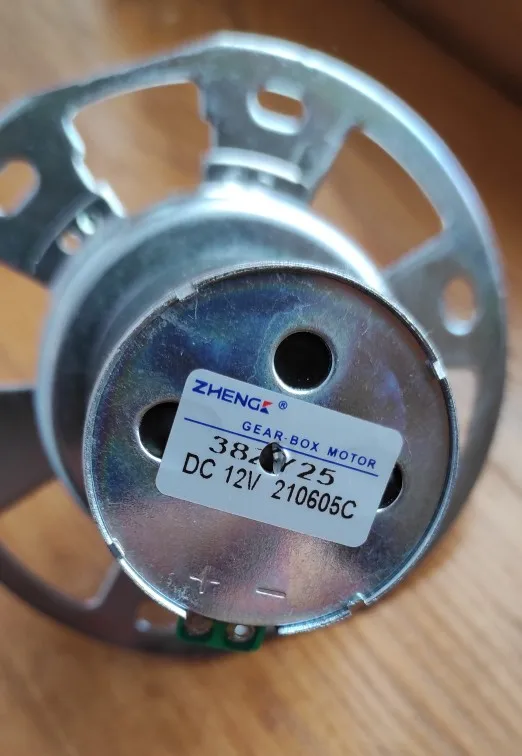 ZHENGK ®
GEAR-BOX MOTOR
DC 12V 210605C
+ −